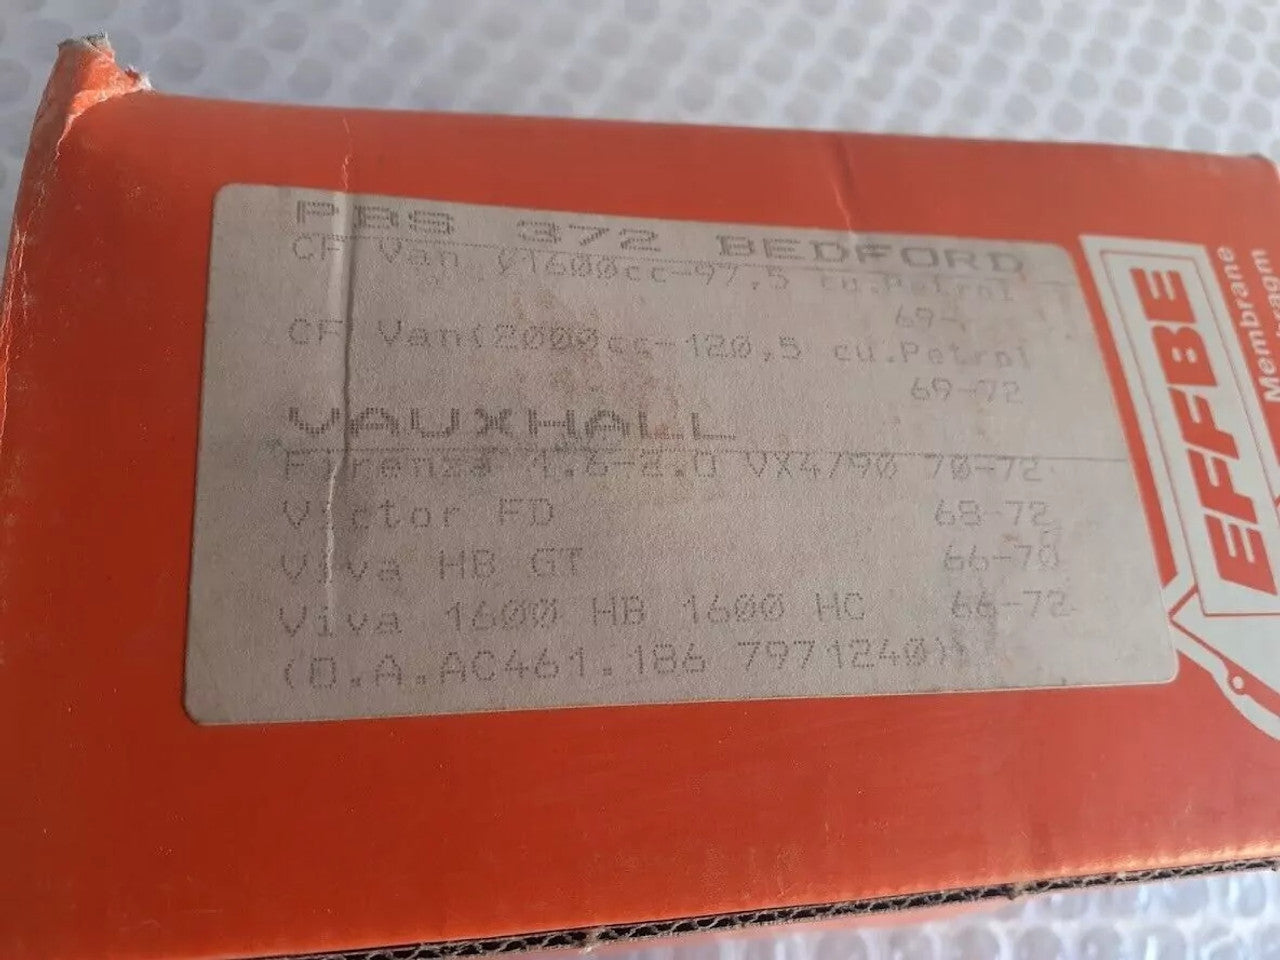 PBS 372 BEDFORD
CF Van (1600cc-97,5 cu.Petrol
69-
CF Van(2000cc-120,5 cu.Petrol
69-72
VAUXHALL
Firenza 1.6-2.0 VX4/90 70-72
Victor FD 68-72
Viva HB GT 66-70
Viva 1600 HB 1600 HC 66-72
(O.A.AC461.186 7971240)
EFFBE
Membrane